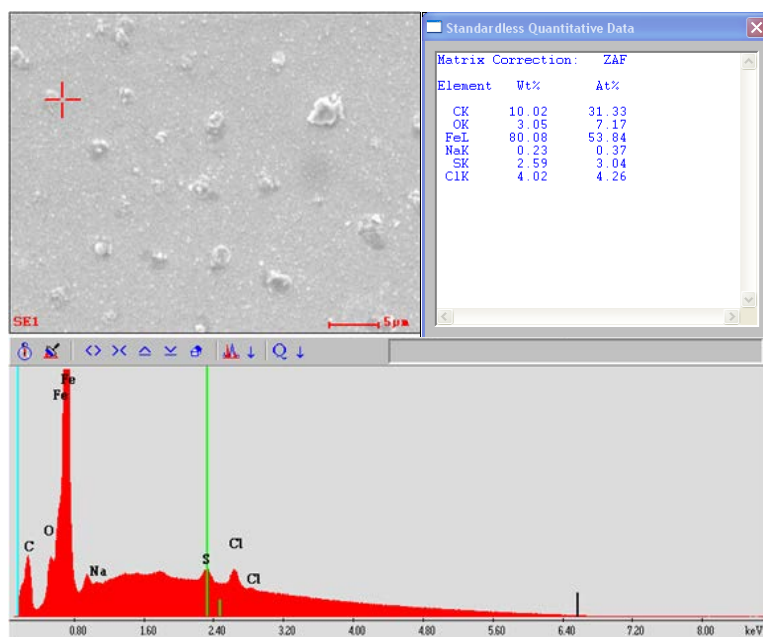 Standardless Quantitative Data
Matrix Correction: ZAF
Element Wt% At%
CK 10.02 31.33
OK 3.05 7.17
FeL 80.08 53.84
NaK 0.23 0.37
SK 2.59 3.04
ClK 4.02 4.26
SE1 5µm
Q
Fe
Fe
C O Na S Cl Cl
0.80 1.60 2.40 3.20 4.00 4.80 5.60 6.40 7.20 8.00 keV